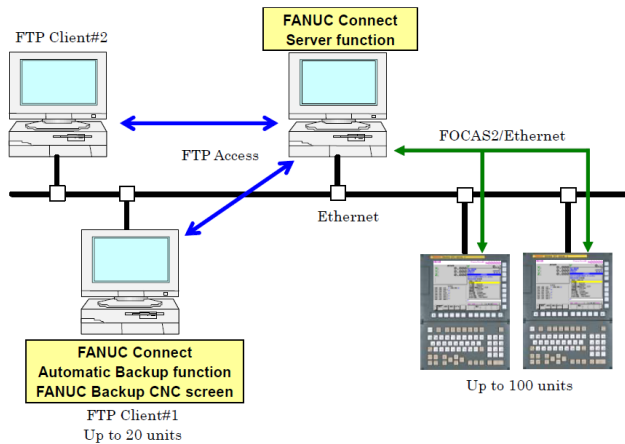 FANUC Connect
Server function
FTP Client#2
FOCAS2/Ethernet
FTP Access
Ethernet
FANUC Connect
Automatic Backup function
FANUC Backup CNC screen
FTP Client#1
Up to 20 units
Up to 100 units